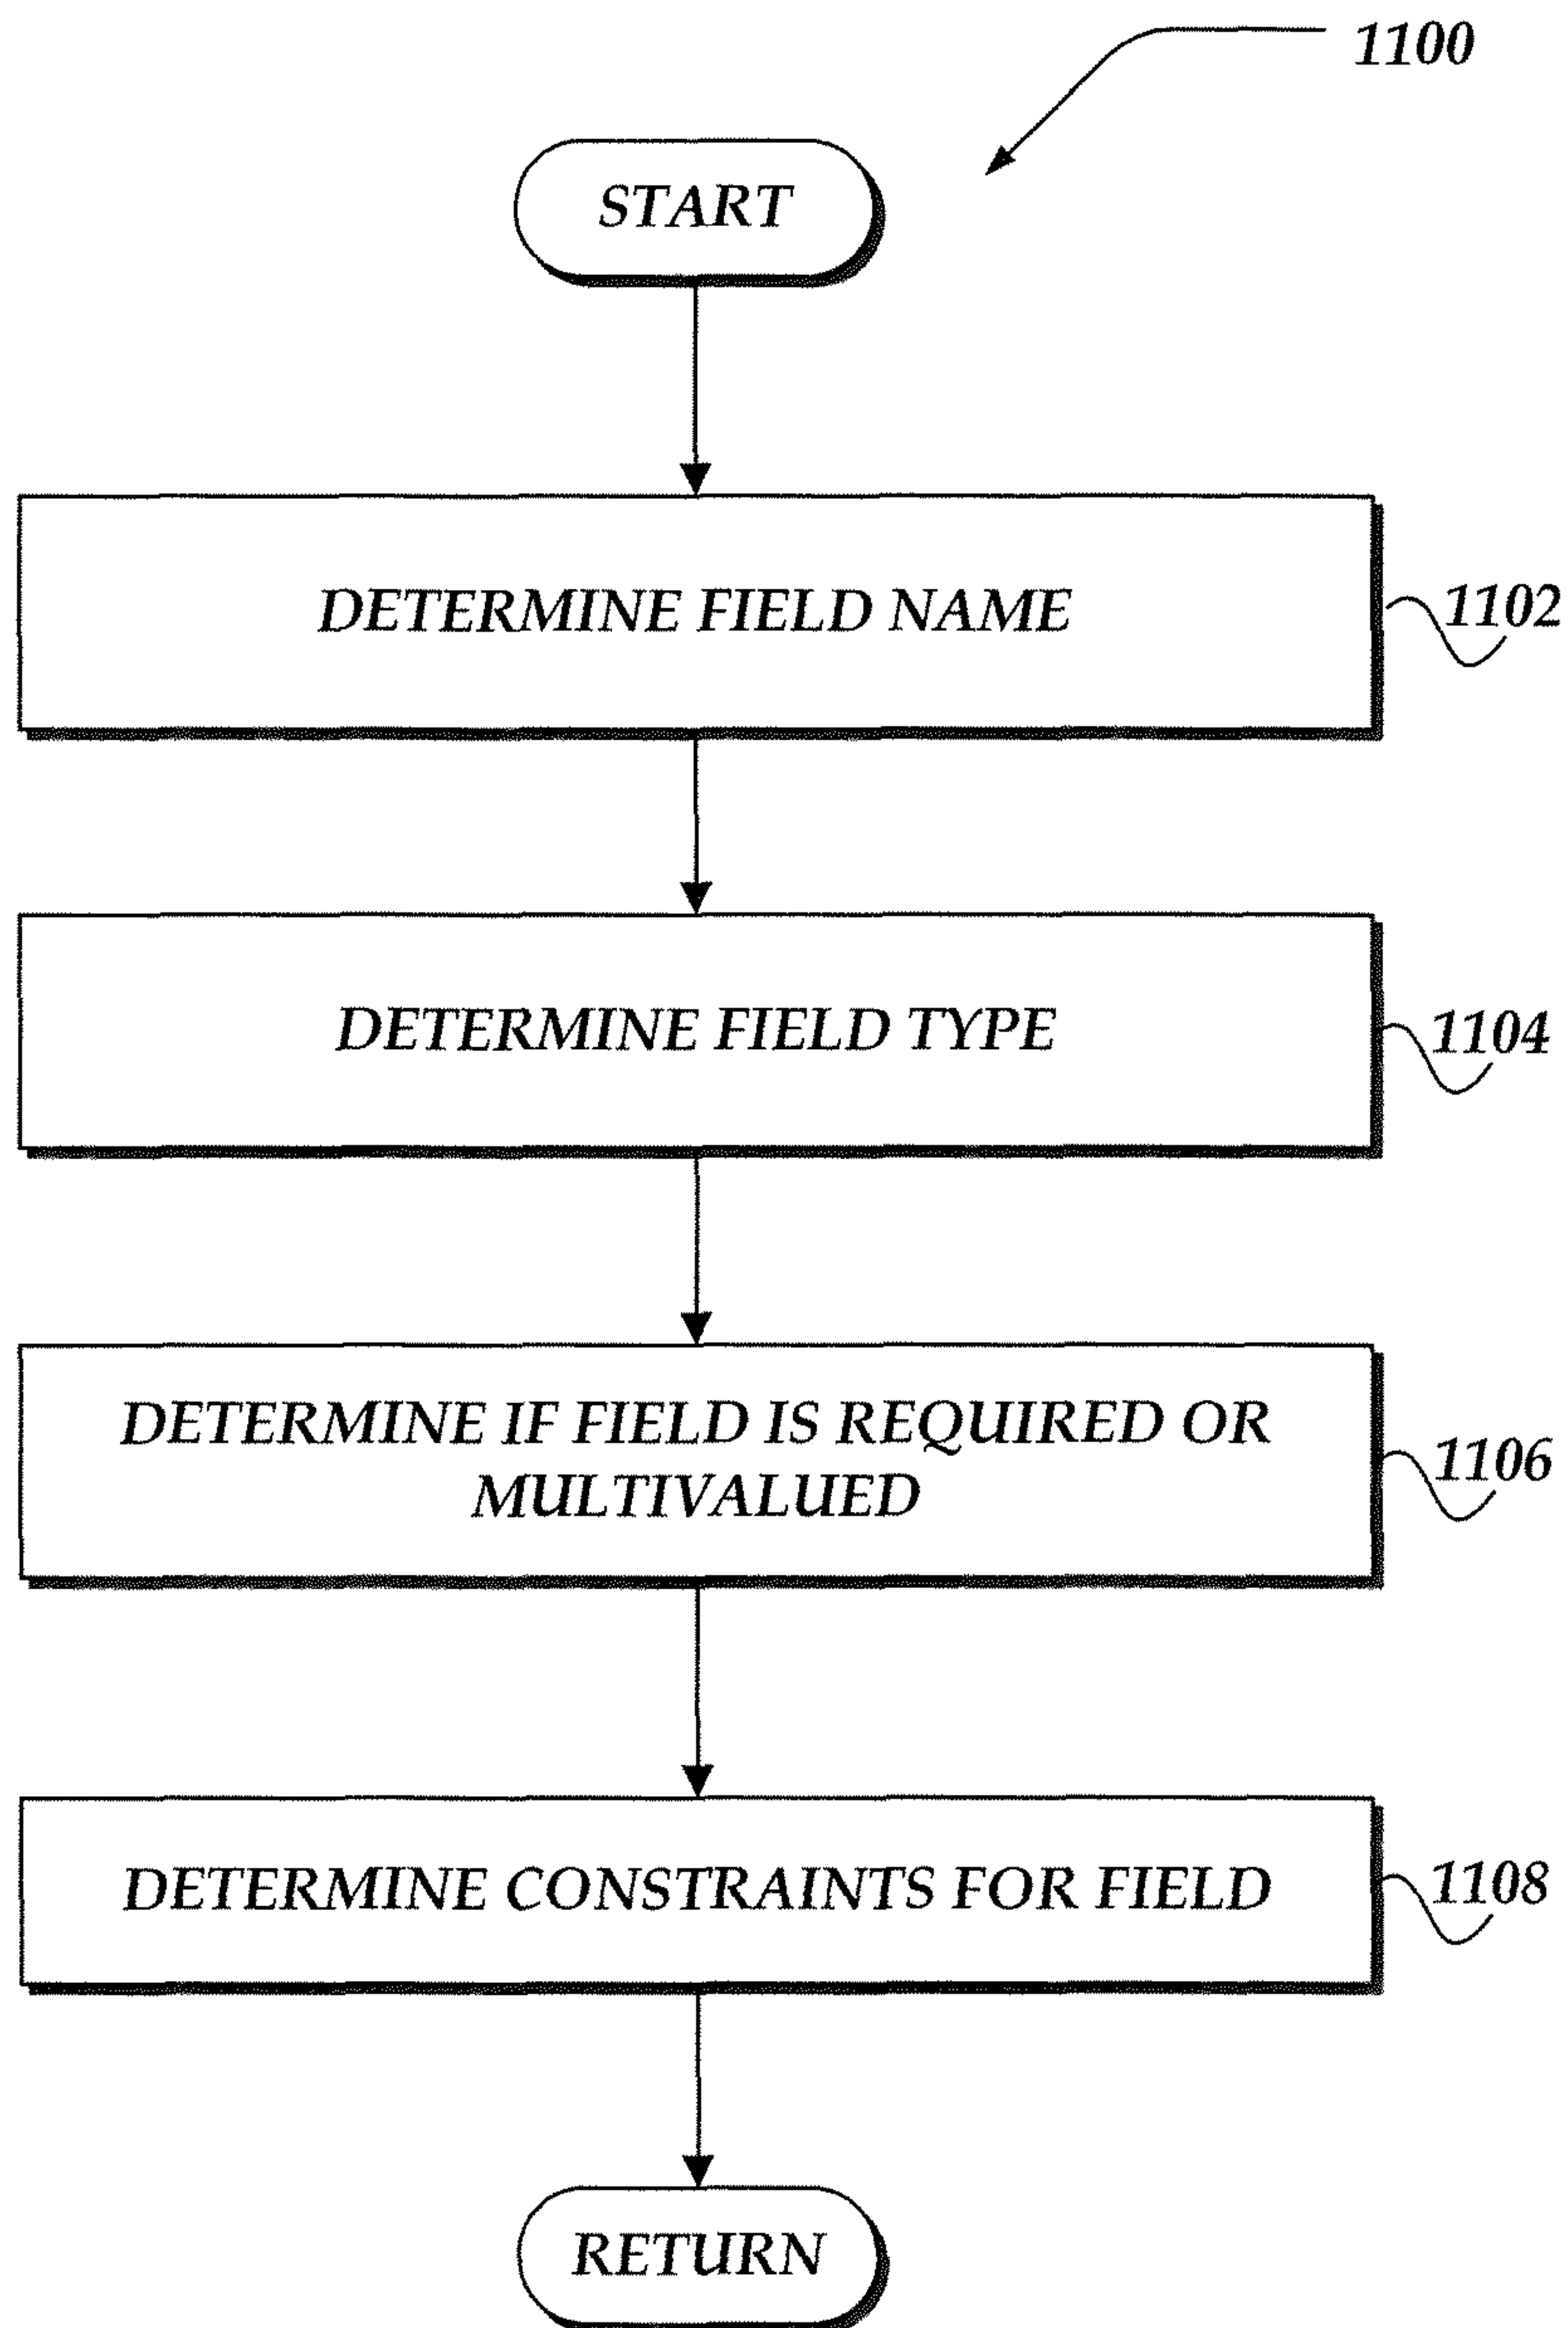 1100
START
DETERMINE FIELD NAME
1102
DETERMINE FIELD TYPE
1104
DETERMINE IF FIELD IS REQUIRED OR
MULTIVALUED
1106
DETERMINE CONSTRAINTS FOR FIELD
1108
RETURN